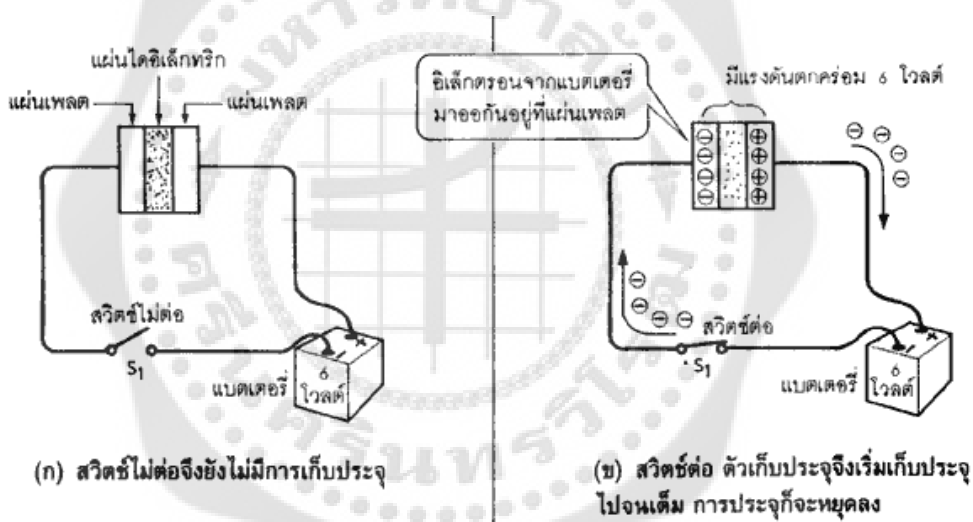 แผ่นไดอิเล็กทริก
แผ่นเพลต
แผ่นเพลต
สวิตช์ไม่ต่อ
S₁
แบตเตอรี่
- +
6
โวลต์
(ก) สวิตช์ไม่ต่อจึงยังไม่มีการเก็บประจุ
อิเล็กตรอนจากแบตเตอรี่
มาออกันอยู่ที่แผ่นเพลต
มีแรงดันตกคร่อม 6 โวลต์
สวิตช์ต่อ
S₁
แบตเตอรี่
- +
6
โวลต์
(ข) สวิตช์ต่อ ตัวเก็บประจุจึงเริ่มเก็บประจุ
ไปจนเต็ม การประจุก็จะหยุดลง